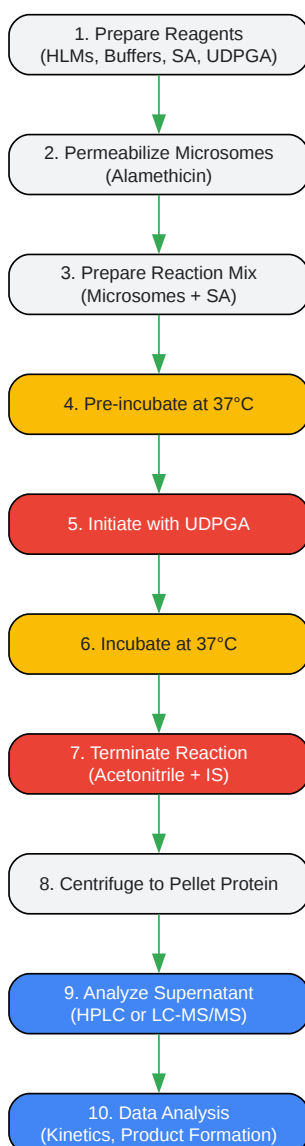 1. Prepare Reagents
(HLMs, Buffers, SA, UDPGA)
2. Permeabilize Microsomes
(Alamethicin)
3. Prepare Reaction Mix
(Microsomes + SA)
4. Pre-incubate at 37°C
5. Initiate with UDPGA
6. Incubate at 37°C
7. Terminate Reaction
(Acetonitrile + IS)
8. Centrifuge to Pellet Protein
9. Analyze Supernatant
(HPLC or LC-MS/MS)
10. Data Analysis
(Kinetics, Product Formation)